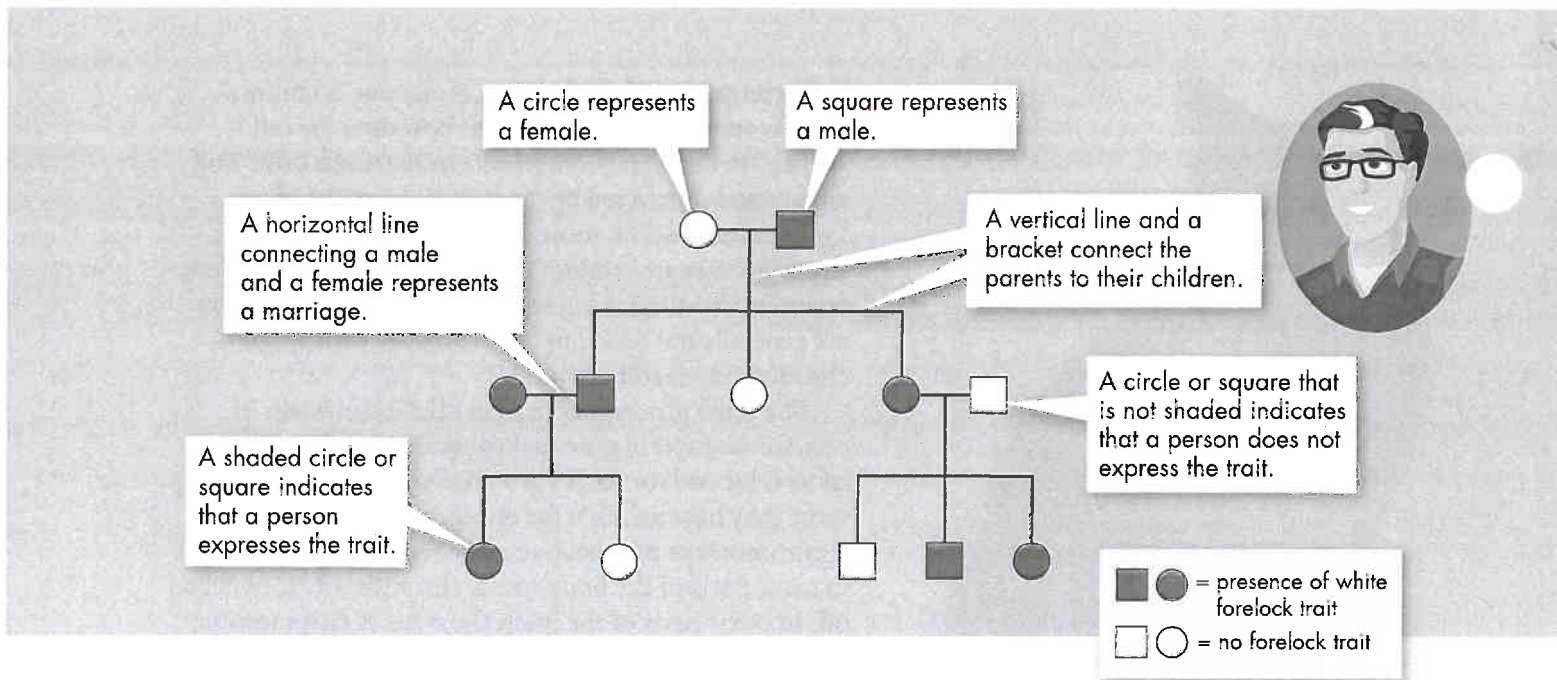 A circle represents
a female.
A square represents
a male.
A horizontal line
connecting a male
and a female represents
a marriage.
A vertical line and a
bracket connect the
parents to their children.
A circle or square that
is not shaded indicates
that a person does not
express the trait.
A shaded circle or
square indicates
that a person
expresses the trait.
= presence of white
forelock trait
= no forelock trait